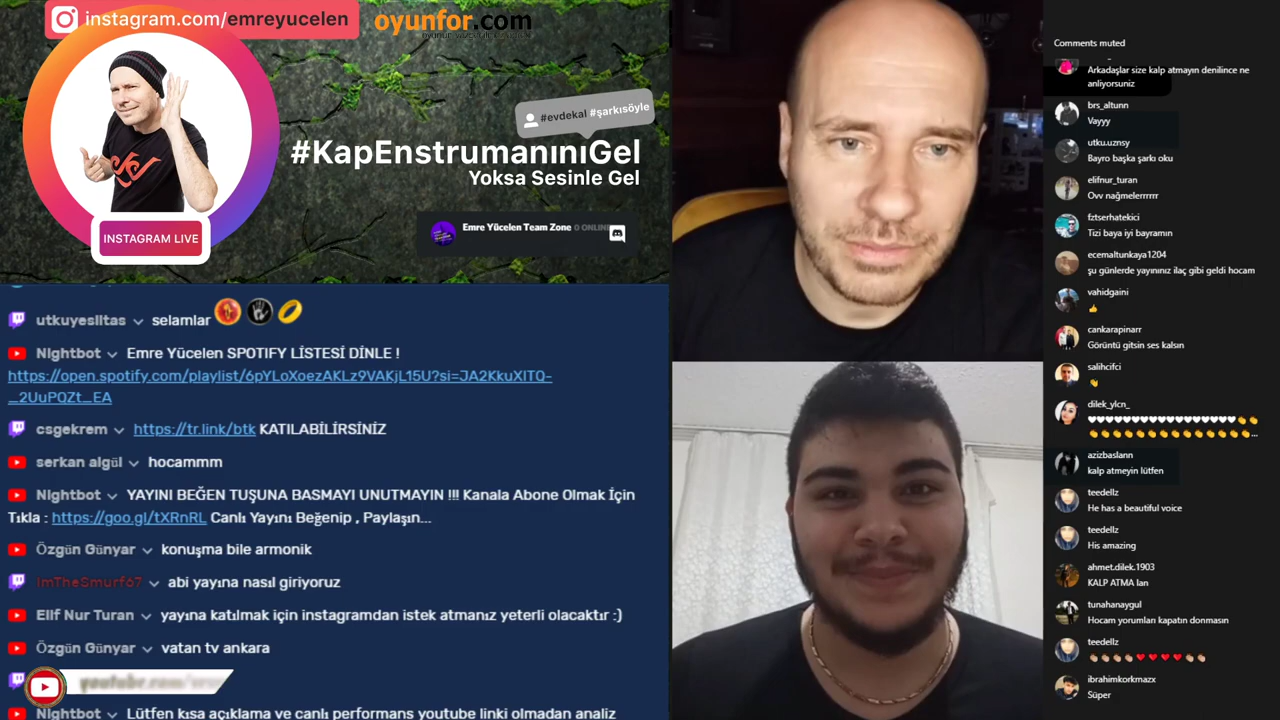 instagram.com/emreyucelen
oyunfor.com
#evdekal #şarkısöyle
#KapEnstrumanınıGel
Yoksa Sesinle Gel
INSTAGRAM LIVE
Emre Yücelen Team Zone 0 ONLINE
utkuyesiltas selamlar
Nightbot Emre Yücelen SPOTIFY LİSTESİ DİNLE !
https://open.spotify.com/playlist/6pYLoXoezAKLz9VAKjL15U?si=JA2KkuXITQ-
_2UuPQZt_EA
csgekrem https://tr.link/btk KATILABİLİRSİNİZ
serkan algül hocammm
Nightbot YAYINI BEĞEN TUŞUNA BASMAYI UNUTMAYIN !!! Kanala Abone Olmak İçin
Tıkla : https://goo.gl/tXRnRL Canlı Yayını Beğenip , Paylaşın...
Özgün Günyar konuşma bile armonik
ImTheSmurf67 abi yayına nasıl giriyoruz
Elif Nur Turan yayına katılmak için instagramdan istek atmanız yeterli olacaktır :)
Özgün Günyar vatan tv ankara
Nightbot Lütfen kısa açıklama ve canlı performans youtube linki olmadan analiz
Comments muted
Arkadaşlar size kalp atmayın denilince ne
anlıyorsunuz
brs_altunn
Vayyy
utku.uznsy
Bayro başka şarkı oku
elifnur_turan
Ovv nağmelerrrrrr
fztserhatekici
Tizi baya iyi bayramın
ecemaltunkaya1204
şu günlerde yayınınız ilaç gibi geldi hocam
vahidgaini
👍
cankarapinarr
Görüntü gitsin ses kalsın
salihcifci
👏
dilek_ylcn_
azizbaslann
kalp atmeyin lütfen
teedellz
He has a beautiful voice
teedellz
His amazing
ahmet.dilek.1903
KALP ATMA lan
tunahanaygul
Hocam yorumları kapatın donmasın
teedellz
👏👏👏👏❤❤❤❤👏👏
ibrahimkorkmazx
Süper